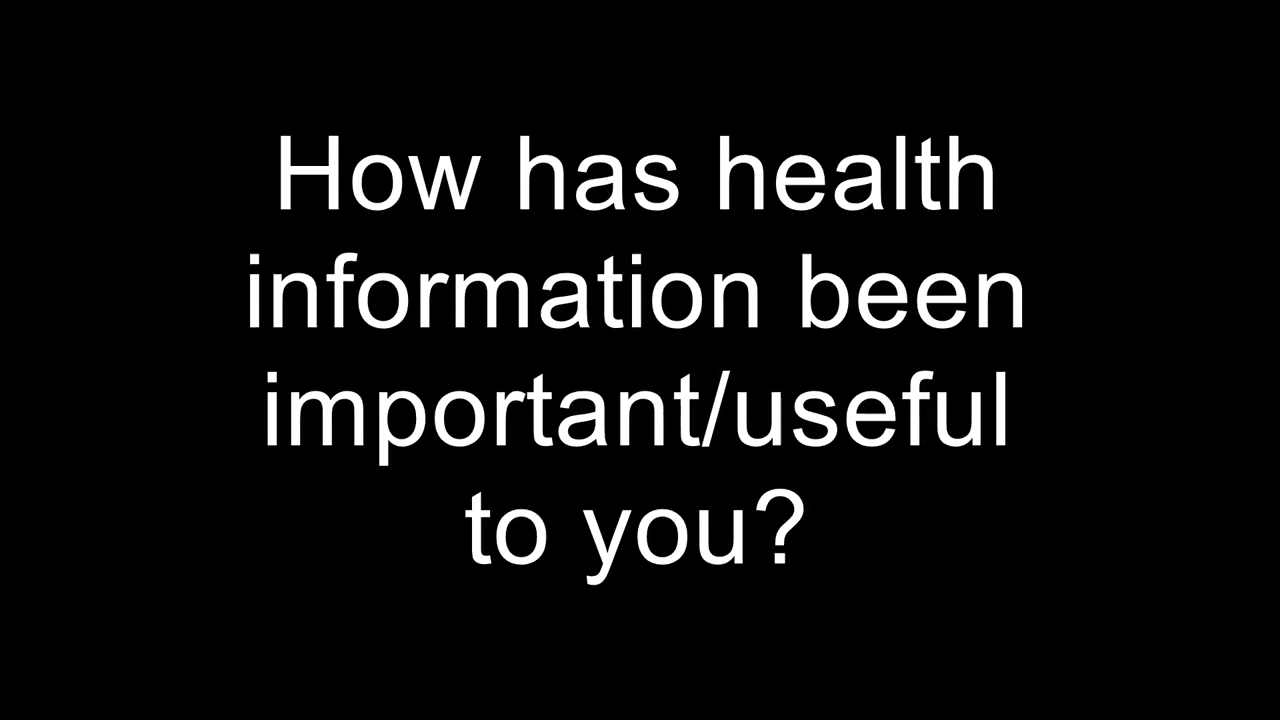 How has health
information been
important/useful
to you?